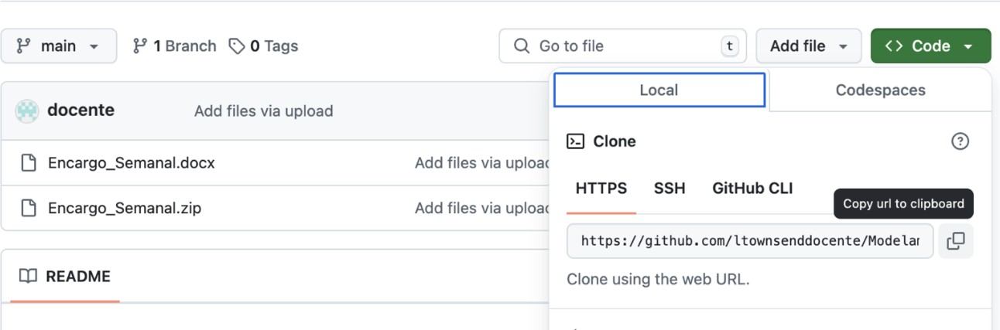 main 1 Branch 0 Tags Go to file t Add file Code
Local Codespaces
docente Add files via upload
Clone
Encargo_Semanal.docx Add files via
HTTPS SSH GitHub CLI
Copy url to clipboard
Encargo_Semanal.zip Add files via
https://github.com/ltownsenddocente/Modelar
README
Clone using the web URL.